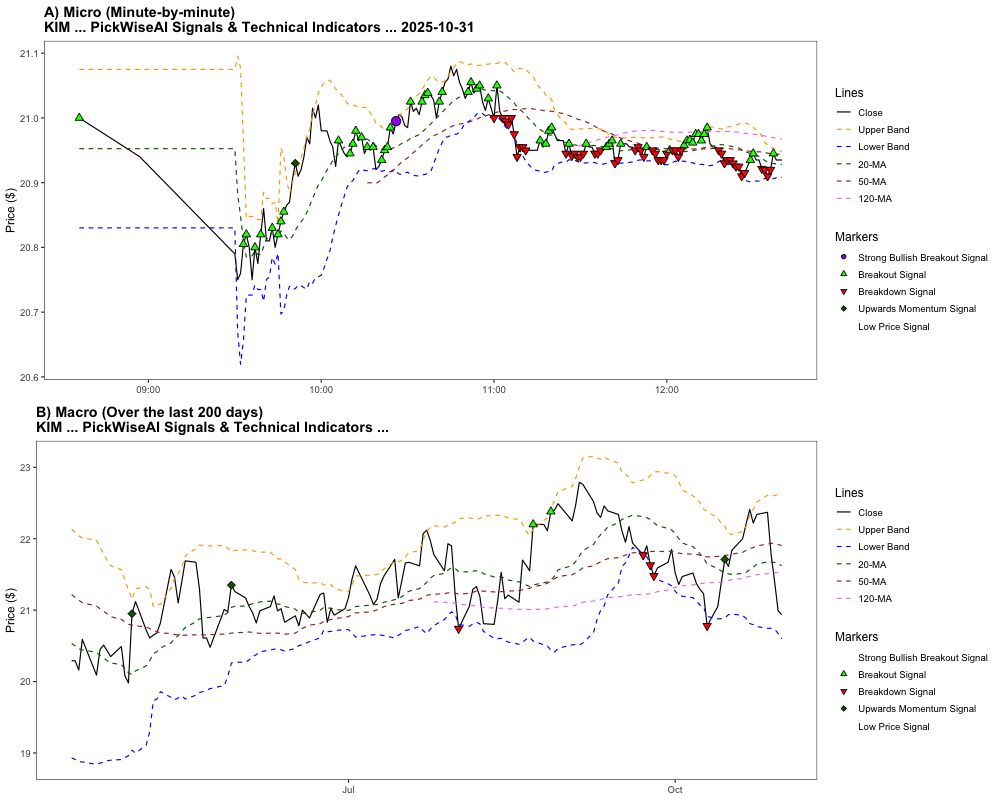 A) Micro (Minute-by-minute)
KIM ... PickWiseAI Signals & Technical Indicators ... 2025-10-31
21.1
21.0
20.9
20.8
20.7
20.6
Price ($)
09:00
10:00
11:00
12:00
Lines
Close
Upper Band
Lower Band
20-MA
50-MA
120-MA
Markers
Strong Bullish Breakout Signal
Breakout Signal
Breakdown Signal
Upwards Momentum Signal
Low Price Signal
B) Macro (Over the last 200 days)
KIM ... PickWiseAI Signals & Technical Indicators ...
23
22
21
20
19
Price ($)
Jul
Oct
Lines
Close
Upper Band
Lower Band
20-MA
50-MA
120-MA
Markers
Strong Bullish Breakout Signal
Breakout Signal
Breakdown Signal
Upwards Momentum Signal
Low Price Signal